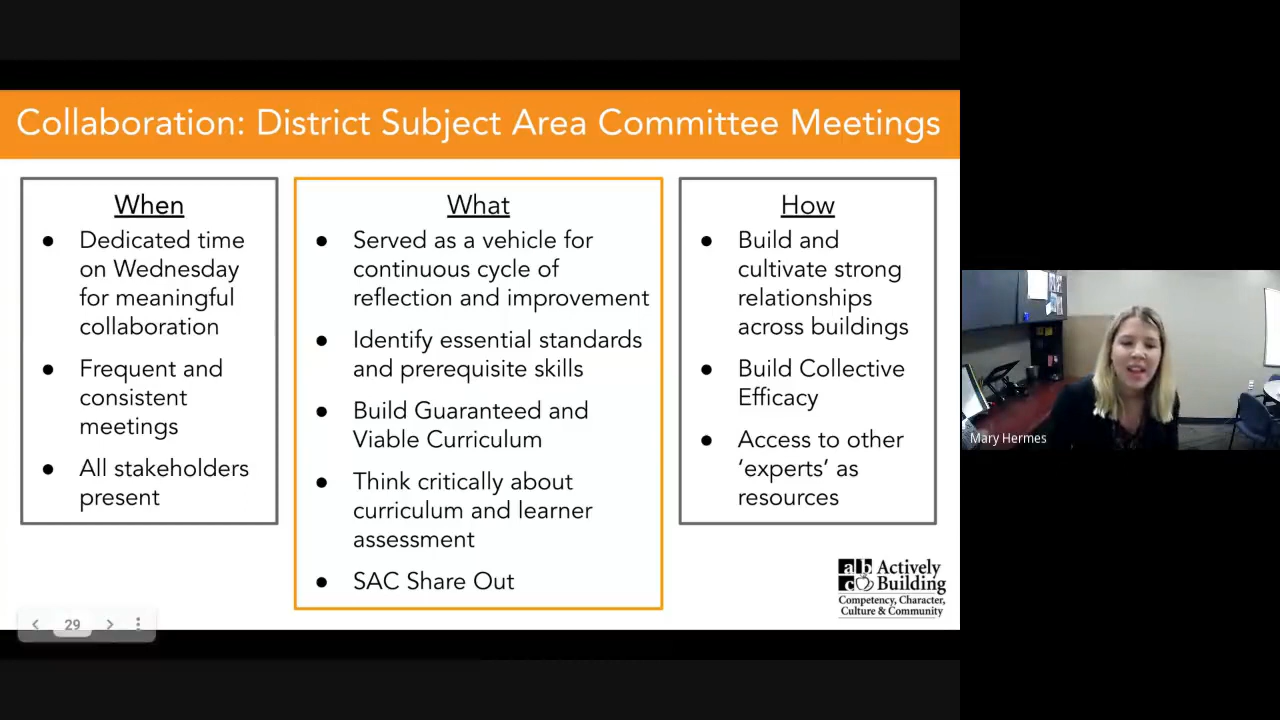 Collaboration: District Subject Area Committee Meetings
When
● Dedicated time
on Wednesday
for meaningful
collaboration
● Frequent and
consistent
meetings
● All stakeholders
present
What
● Served as a vehicle for
continuous cycle of
reflection and improvement
● Identify essential standards
and prerequisite skills
● Build Guaranteed and
Viable Curriculum
● Think critically about
curriculum and learner
assessment
● SAC Share Out
How
● Build and
cultivate strong
relationships
across buildings
● Build Collective
Efficacy
● Access to other
‘experts’ as
resources
a b c
Actively
Building
Competency, Character,
Culture & Community
29
Mary Hermes